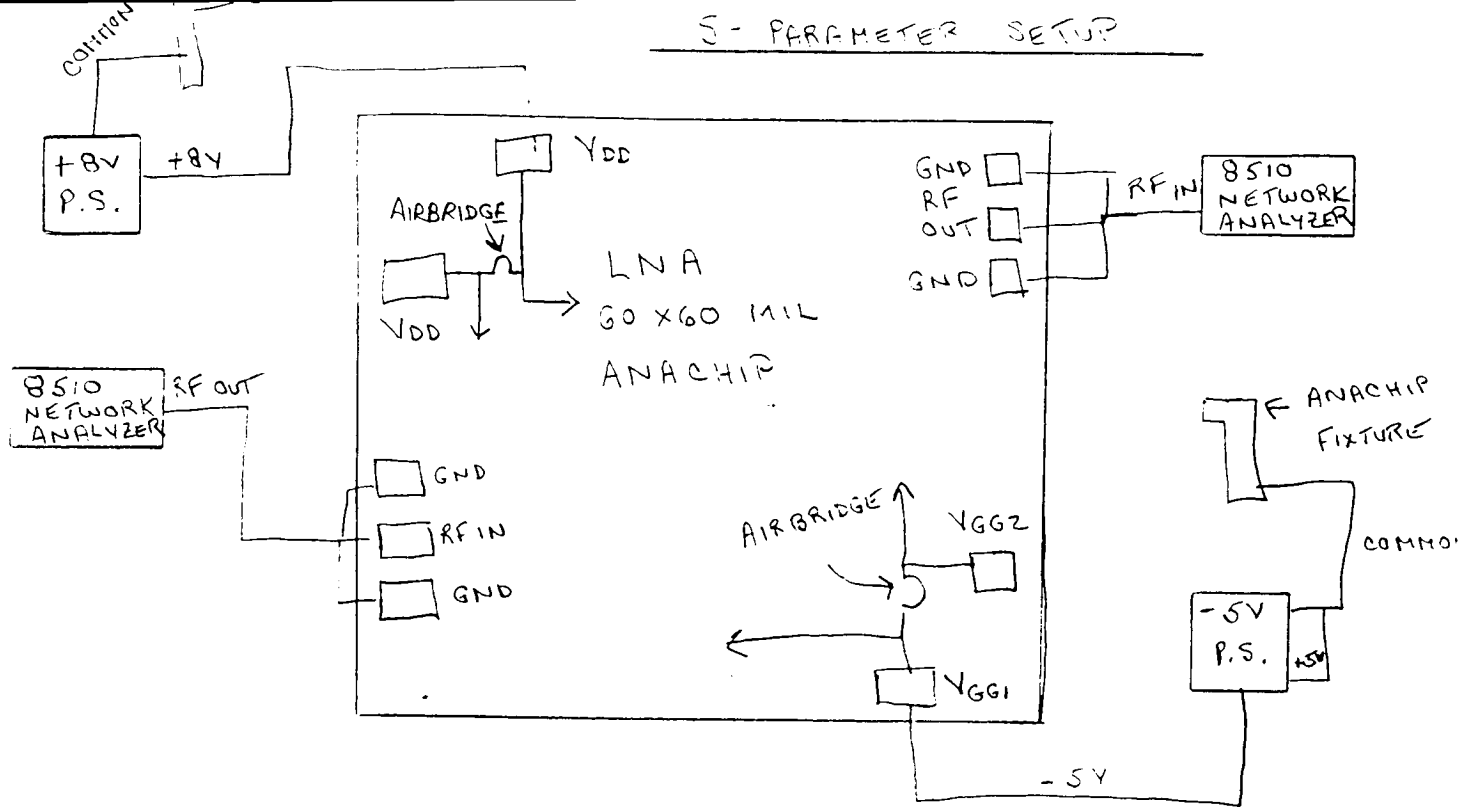 S- PARAMETER SETUP
COMMON
+8V
P.S.
+8V
VDD
AIRBRIDGE
VDD
LNA
60 X 60 MIL
ANACHIP
GND
RF
OUT
GND
RF IN
8510
NETWORK
ANALYZER
8510
NETWORK
ANALYZER
RF OUT
GND
RF IN
GND
AIRBRIDGE
VGG2
VGG1
-5V
ANACHIP
FIXTURE
COMMO
-5V
P.S.
+5V